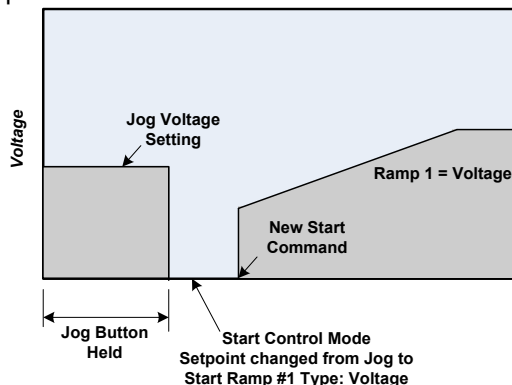 Voltage
Jog Voltage
Setting
Ramp 1 = Voltage
New Start
Command
Jog Button
Held
Start Control Mode
Setpoint changed from Jog to
Start Ramp #1 Type: Voltage